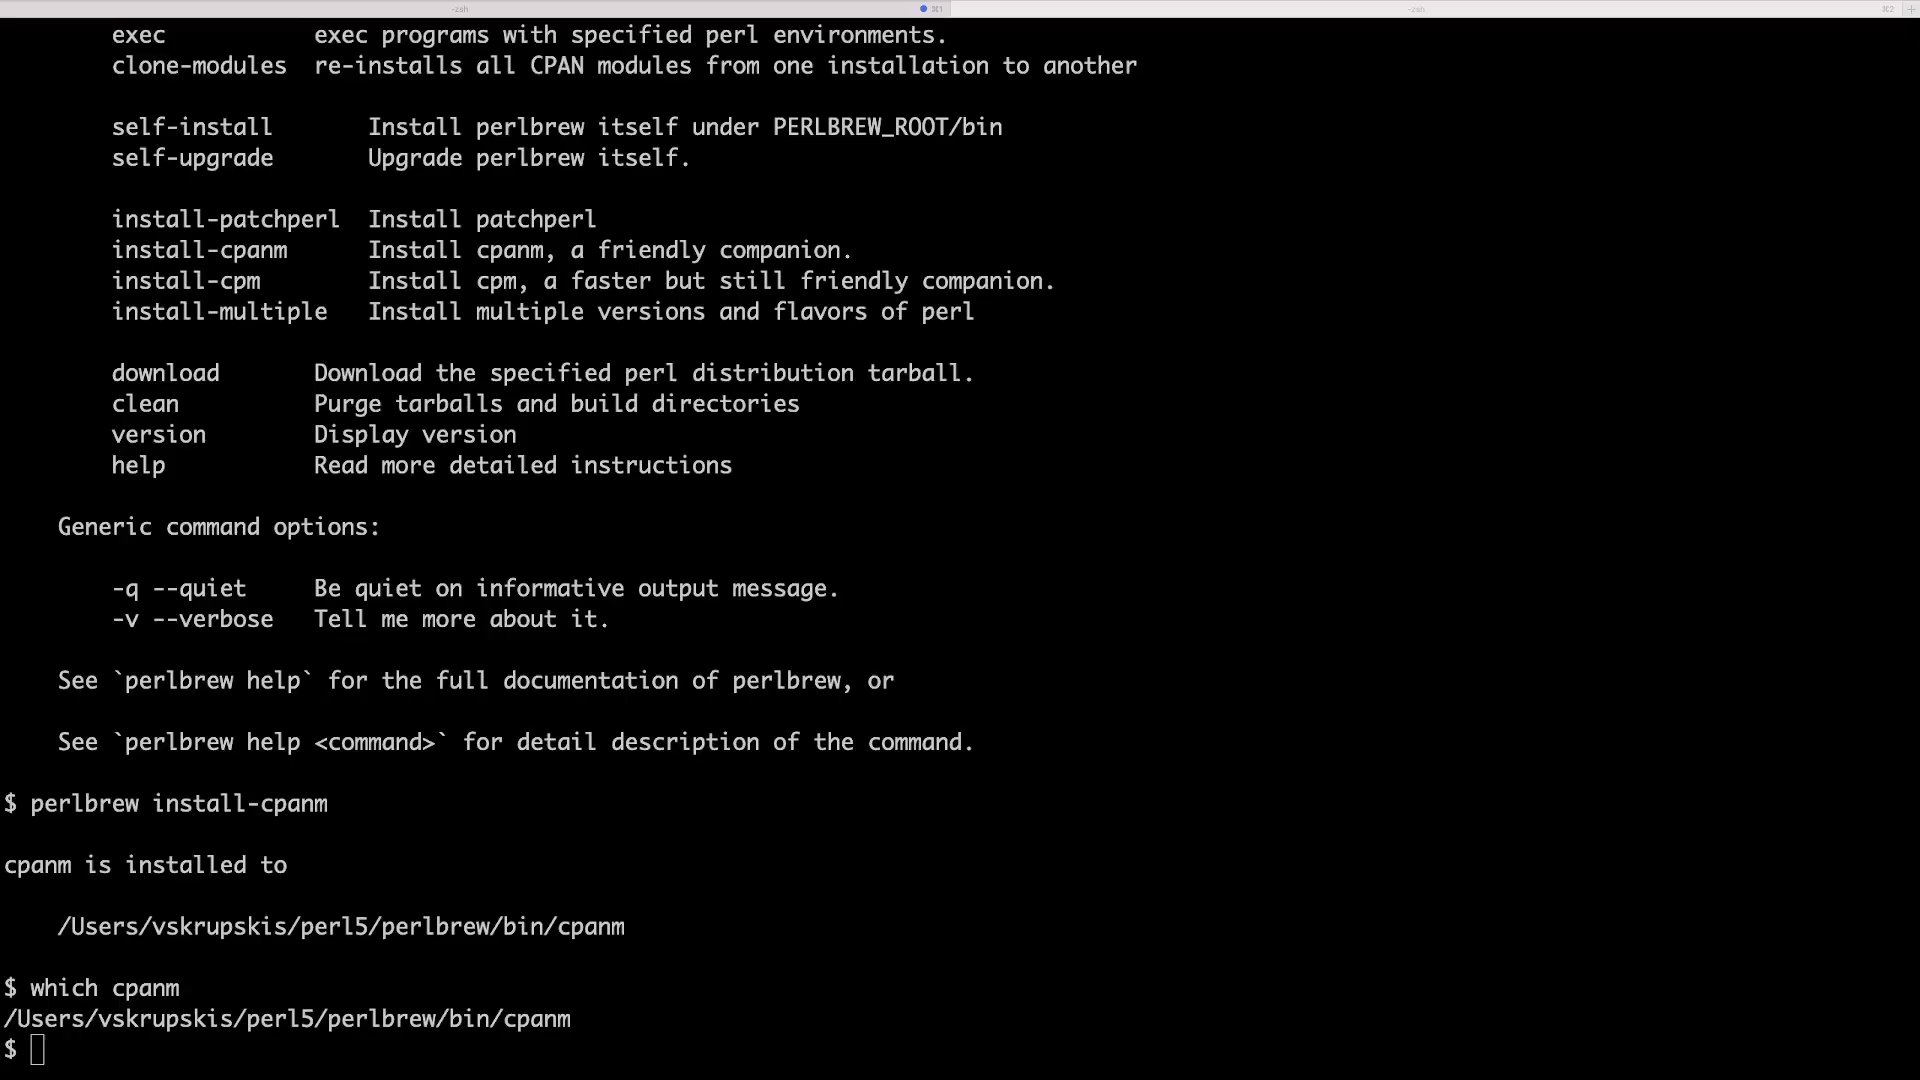 -zsh ⌘1 -zsh ⌘2 +
exec exec programs with specified perl environments.
clone-modules re-installs all CPAN modules from one installation to another
self-install Install perlbrew itself under PERLBREW_ROOT/bin
self-upgrade Upgrade perlbrew itself.
install-patchperl Install patchperl
install-cpanm Install cpanm, a friendly companion.
install-cpm Install cpm, a faster but still friendly companion.
install-multiple Install multiple versions and flavors of perl
download Download the specified perl distribution tarball.
clean Purge tarballs and build directories
version Display version
help Read more detailed instructions
Generic command options:
-q --quiet Be quiet on informative output message.
-v --verbose Tell me more about it.
See `perlbrew help` for the full documentation of perlbrew, or
See `perlbrew help <command>` for detail description of the command.
$ perlbrew install-cpanm
cpanm is installed to
/Users/vskrupskis/perl5/perlbrew/bin/cpanm
$ which cpanm
/Users/vskrupskis/perl5/perlbrew/bin/cpanm
$